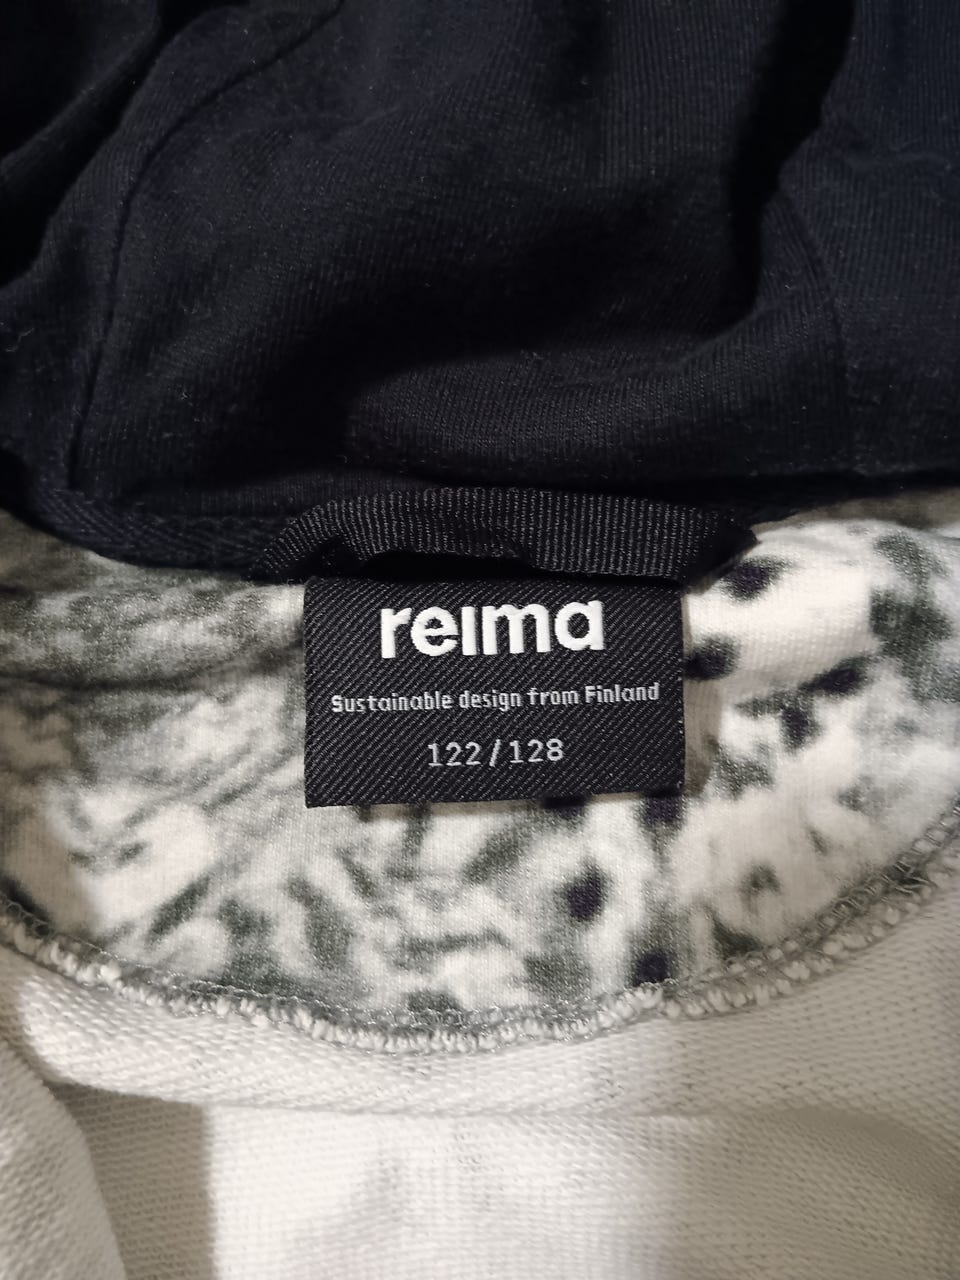 reima
Sustainable design from Finland
122/128